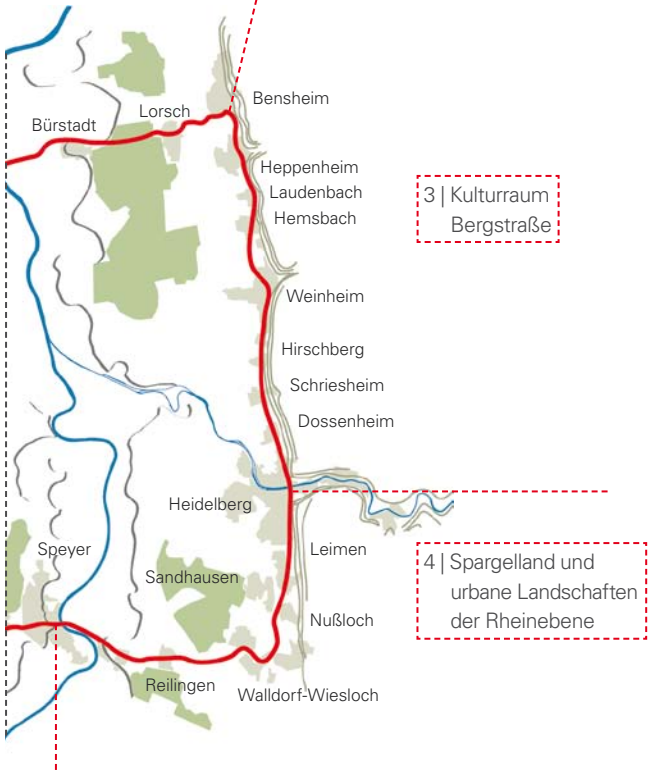 Bensheim
Lorsch
Bürstadt
Heppenheim
Laudenbach
Hemsbach
3 | Kulturraum
Bergstraße
Weinheim
Hirschberg
Schriesheim
Dossenheim
Heidelberg
Speyer
Leimen
Sandhausen
4 | Spargelland und
urbane Landschaften
der Rheinebene
Nußloch
Reilingen
Walldorf-Wiesloch